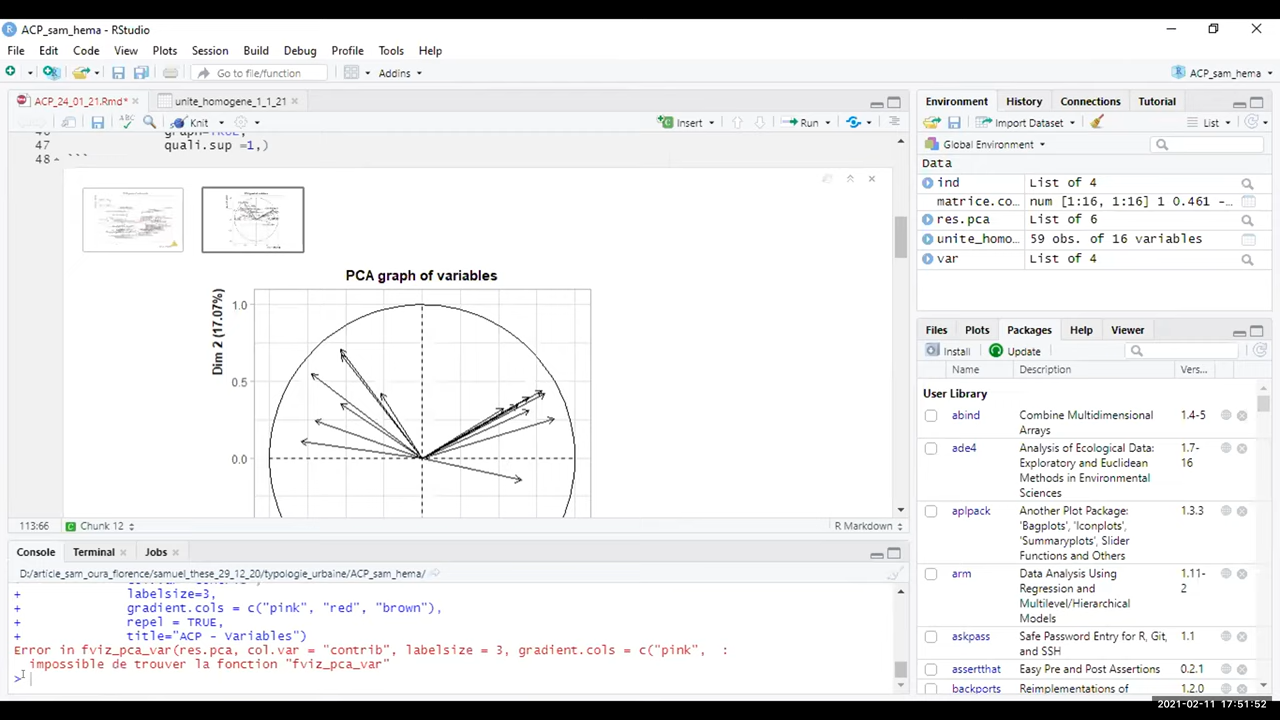 ACP_sam_hema - RStudio
File Edit Code View Plots Session Build Debug Profile Tools Help
Go to file/function Addins ACP_sam_hema
ACP_24_01_21.Rmd* unite_homogene_1_1_21
Knit Insert Run
46 graph=TRUE,
47 quali.sup =1,)
48 ```
PCA graph of variables
Dim 2 (17.07%)
1.0
0.5
0.0
113:66 Chunk 12 R Markdown
Console Terminal Jobs
D:/article_sam_oura_florence/samuel_these_29_12_20/typologie_urbaine/ACP_sam_hema/
+ labelsize=3,
+ gradient.cols = c("pink", "red", "brown"),
+ repel = TRUE,
+ title="ACP - Variables")
Error in fviz_pca_var(res.pca, col.var = "contrib", labelsize = 3, gradient.cols = c("pink", :
impossible de trouver la fonction "fviz_pca_var"
>
Environment History Connections Tutorial
Import Dataset List
Global Environment
Data
ind List of 4
matrice.co… num [1:16, 1:16] 1 0.461 -…
res.pca List of 6
unite_homo… 59 obs. of 16 variables
var List of 4
Files Plots Packages Help Viewer
Install Update
Name Description Vers...
User Library
abind Combine Multidimensional Arrays 1.4-5
ade4 Analysis of Ecological Data: Exploratory and Euclidean Methods in Environmental Sciences 1.7-16
aplpack Another Plot Package: 'Bagplots', 'Iconplots', 'Summaryplots', Slider Functions and Others 1.3.3
arm Data Analysis Using Regression and Multilevel/Hierarchical Models 1.11-2
askpass Safe Password Entry for R, Git, and SSH 1.1
assertthat Easy Pre and Post Assertions 0.2.1
backports Reimplementations of 1.2.0
2021-02-11 17:51:52